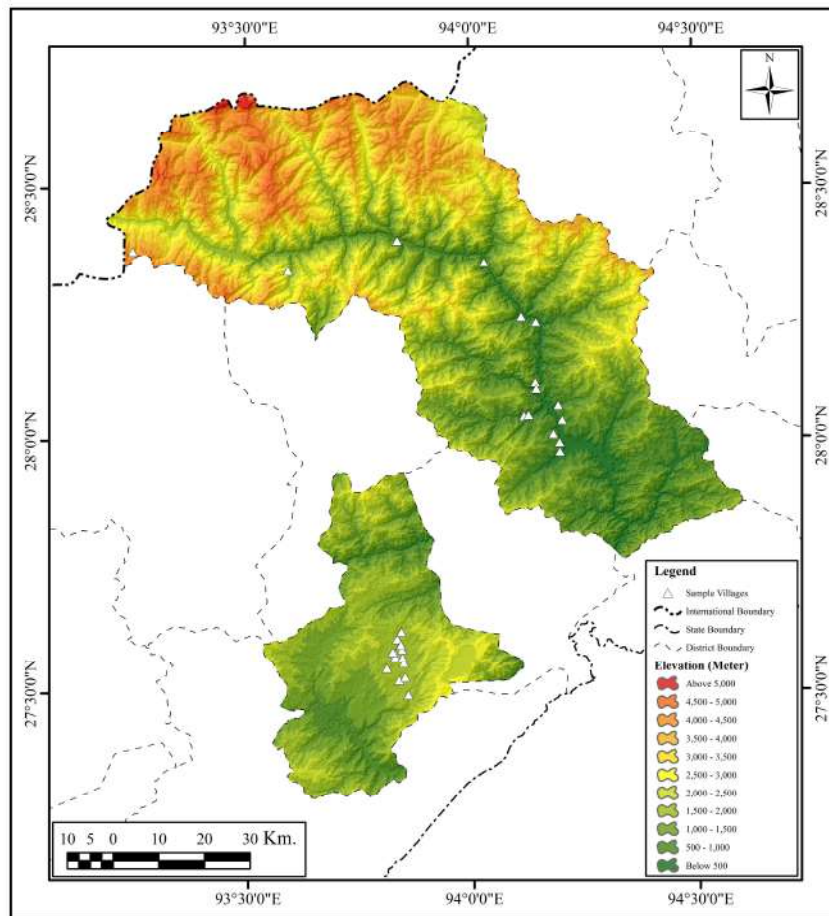 93°30'0"E 94°0'0"E 94°30'0"E
N
28°30'0"N 28°30'0"N
28°0'0"N 28°0'0"N
27°30'0"N 27°30'0"N
Legend
Sample Villages
International Boundary
State Boundary
District Boundary
Elevation (Meter)
Above 5,000
4,500 - 5,000
4,000 - 4,500
3,500 - 4,000
3,000 - 3,500
2,500 - 3,000
2,000 - 2,500
1,500 - 2,000
1,000 - 1,500
500 - 1,000
Below 500
10 5 0 10 20 30 Km.
93°30'0"E 94°0'0"E 94°30'0"E